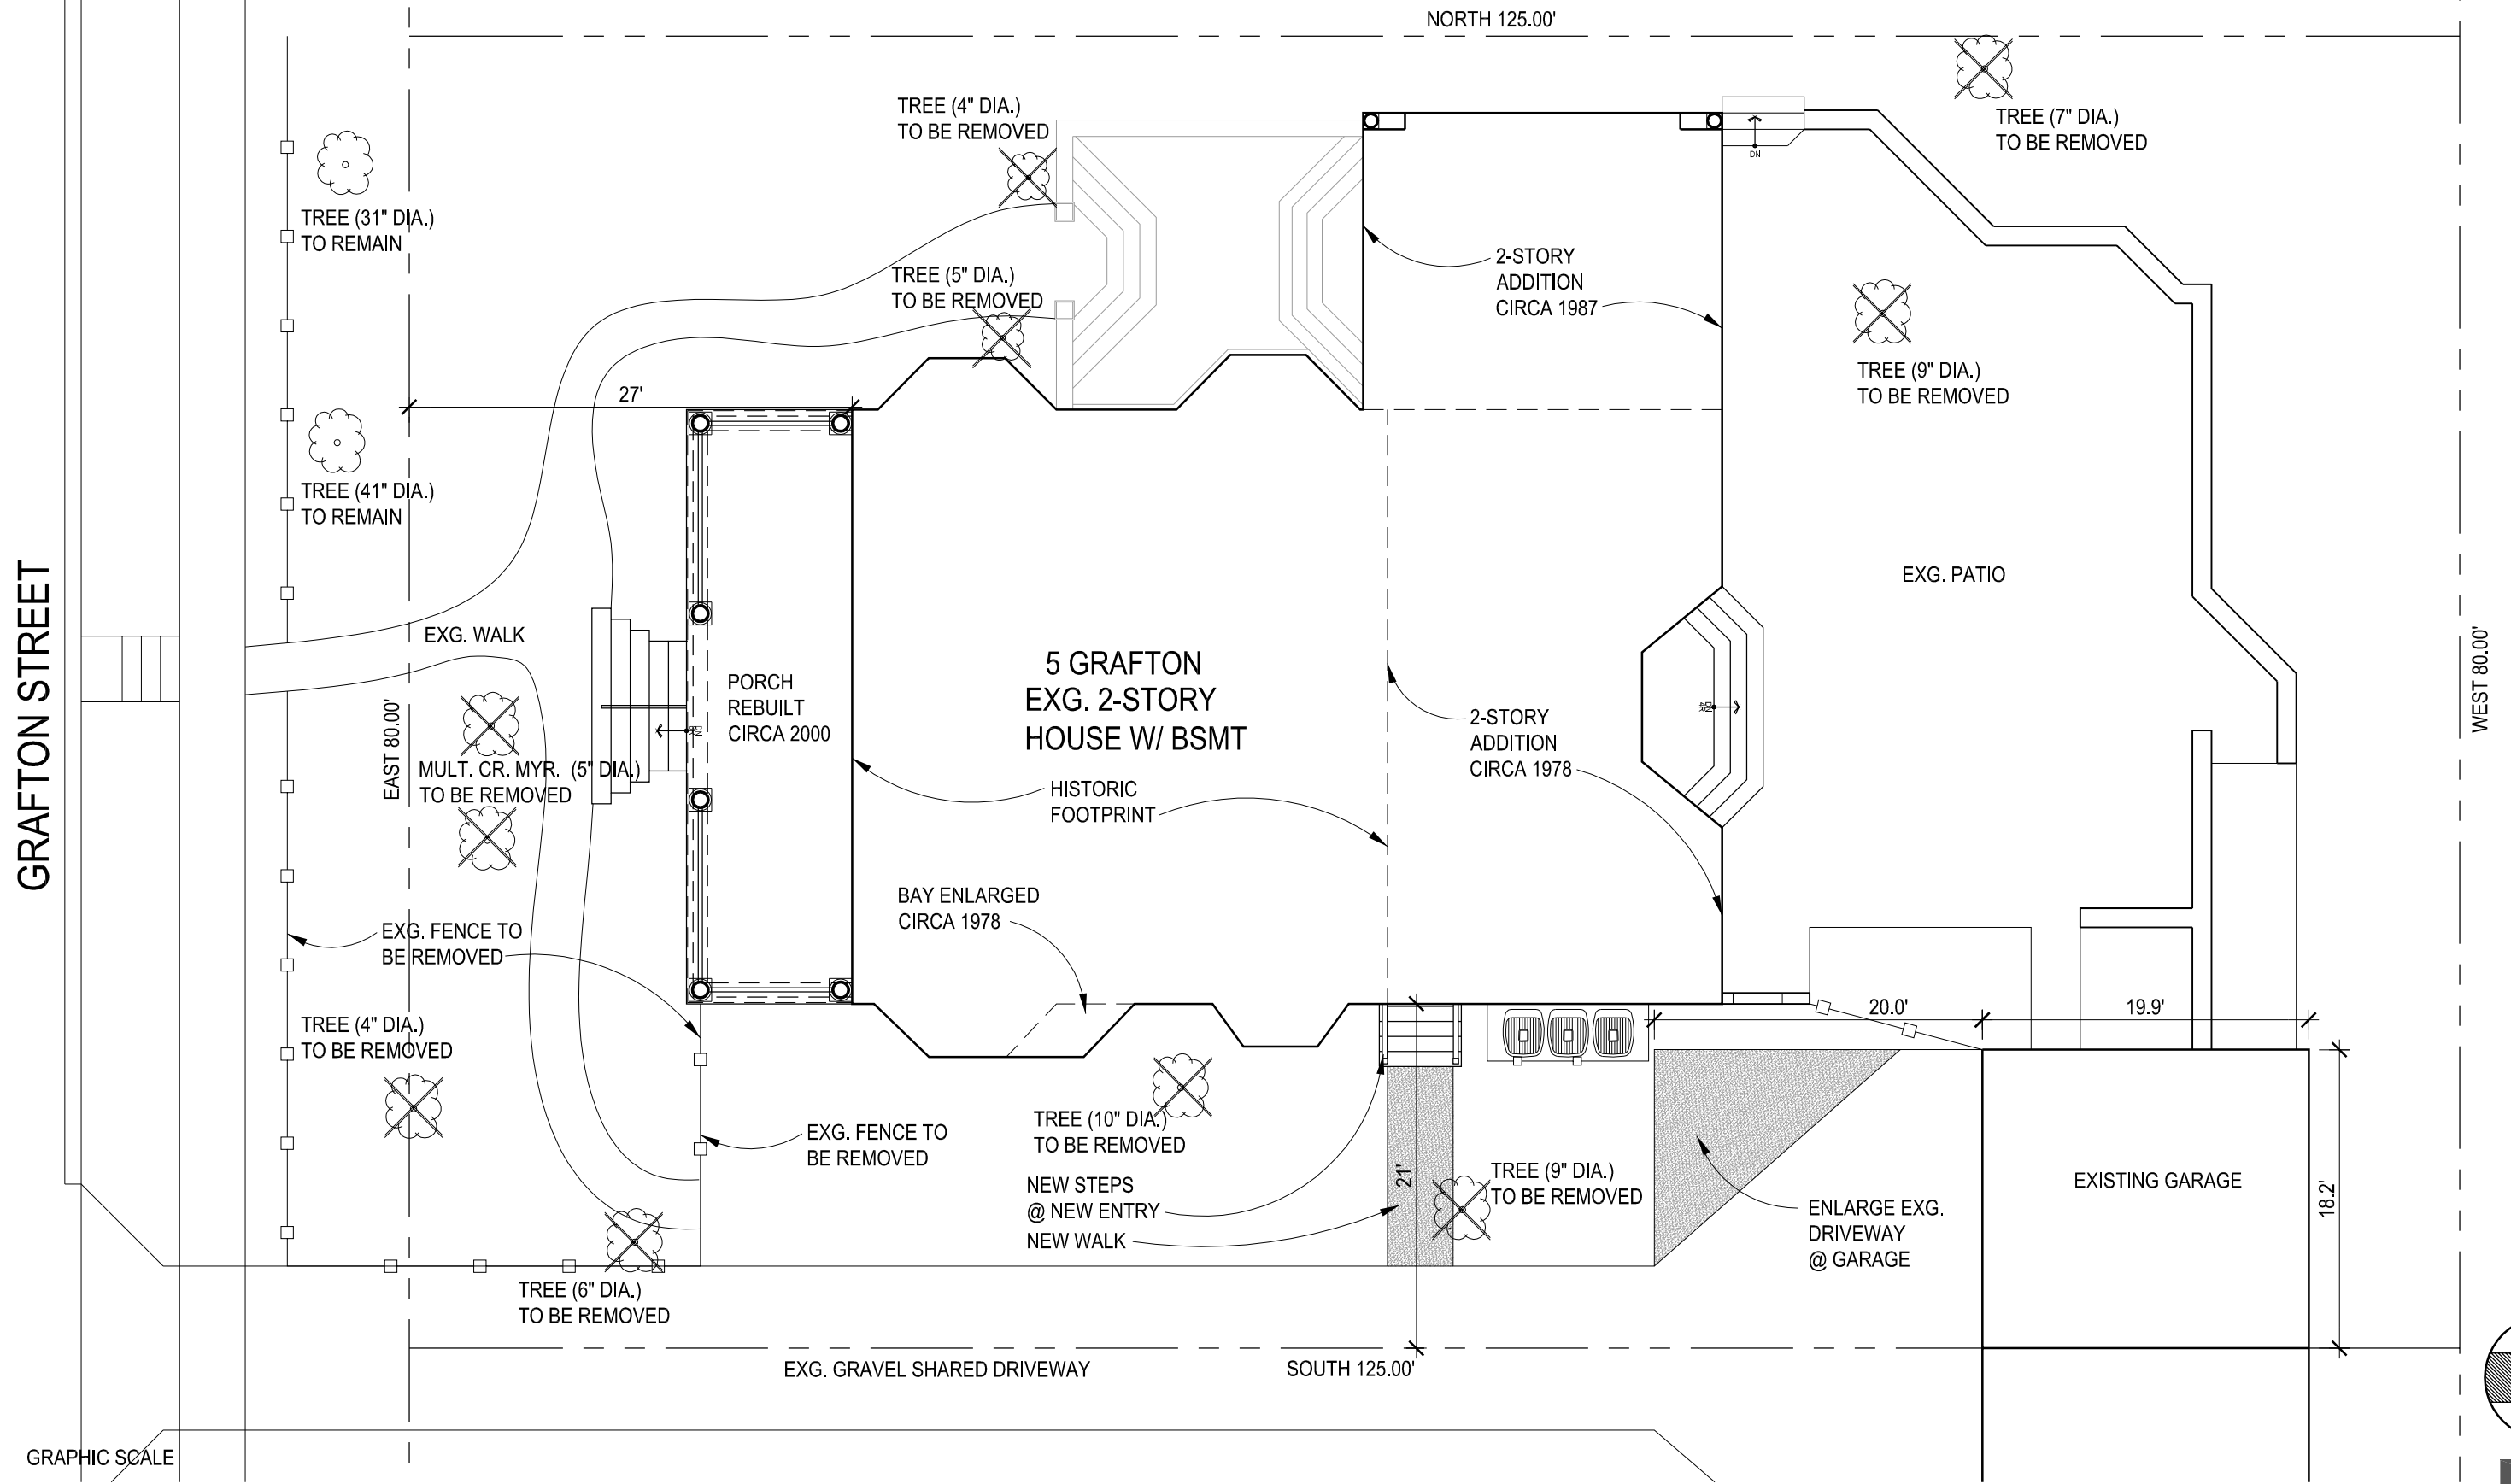 NORTH 125.00'
TREE (4" DIA.)
TO BE REMOVED
TREE (7" DIA.)
TO BE REMOVED
DN
TREE (31" DIA.)
TO REMAIN
TREE (5" DIA.)
TO BE REMOVED
2-STORY
ADDITION
CIRCA 1987
TREE (9" DIA.)
TO BE REMOVED
27'
TREE (41" DIA.)
TO REMAIN
GRAFTON STREET
EXG. WALK
EXG. PATIO
WEST 80.00'
EAST 80.00'
PORCH
REBUILT
CIRCA 2000
5 GRAFTON
EXG. 2-STORY
HOUSE W/ BSMT
2-STORY
ADDITION
CIRCA 1978
MULT. CR. MYR. (5" DIA.)
TO BE REMOVED
HISTORIC
FOOTPRINT
BAY ENLARGED
CIRCA 1978
EXG. FENCE TO
BE REMOVED
TREE (4" DIA.)
TO BE REMOVED
20.0'
19.9'
TREE (10" DIA.)
TO BE REMOVED
EXG. FENCE TO
BE REMOVED
NEW STEPS
@ NEW ENTRY
NEW WALK
21'
TREE (9" DIA.)
TO BE REMOVED
ENLARGE EXG.
DRIVEWAY
@ GARAGE
EXISTING GARAGE
18.2'
TREE (6" DIA.)
TO BE REMOVED
EXG. GRAVEL SHARED DRIVEWAY
SOUTH 125.00'
GRAPHIC SCALE